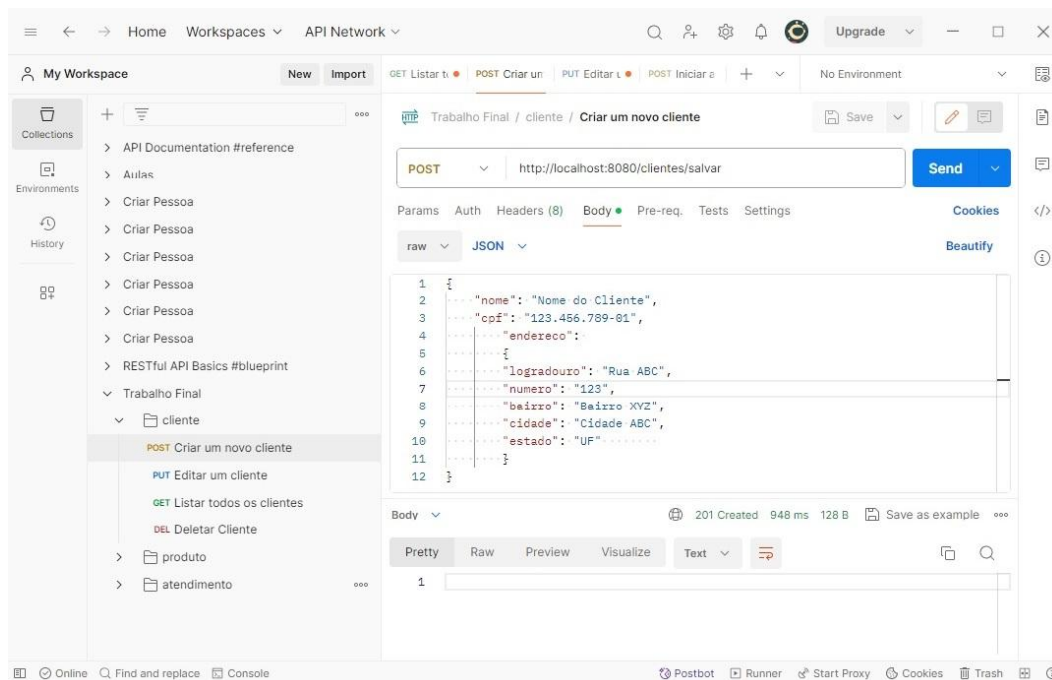 Home Workspaces API Network Upgrade
My Workspace New Import GET Listar to POST Criar un PUT Editar u POST Iniciar a No Environment
Collections
Environments
History
API Documentation #reference
Aulas
Criar Pessoa
Criar Pessoa
Criar Pessoa
Criar Pessoa
Criar Pessoa
Criar Pessoa
RESTful API Basics #blueprint
Trabalho Final
cliente
POST Criar um novo cliente
PUT Editar um cliente
GET Listar todos os clientes
DEL Deletar Cliente
produto
atendimento
HTTP Trabalho Final / cliente / Criar um novo cliente Save
POST http://localhost:8080/clientes/salvar Send
Params Auth Headers (8) Body Pre-req. Tests Settings Cookies
raw JSON Beautify
1 {
2 "nome": "Nome do Cliente",
3 "cpf": "123.456.789-01",
4 "endereco":
5 {
6 "logradouro": "Rua ABC",
7 "numero": "123",
8 "bairro": "Bairro XYZ",
9 "cidade": "Cidade ABC",
10 "estado": "UF"
11 }
12 }
Body 201 Created 948 ms 128 B Save as example
Pretty Raw Preview Visualize Text
1
Online Find and replace Console Postbot Runner Start Proxy Cookies Trash